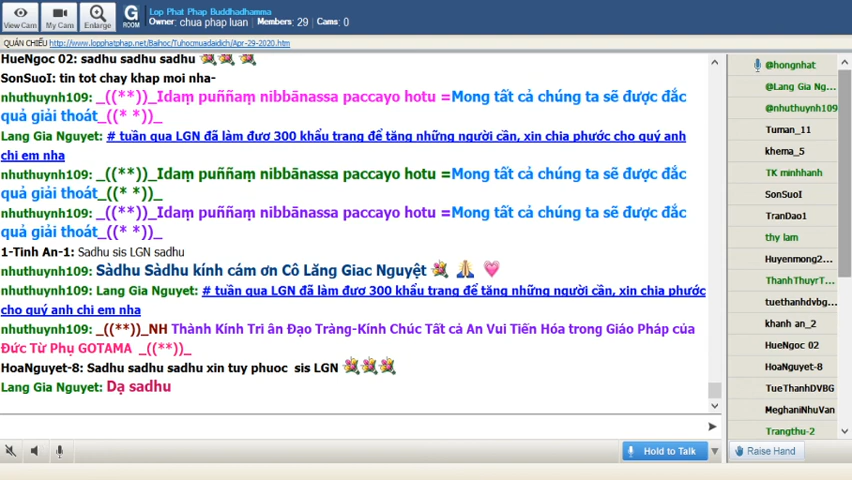 View Cam
My Cam
Enlarge
G
ROOM
Lop Phat Phap Buddhadhamma
Owner: chua phap luan Members: 29 Cams: 0
QUÁN CHIẾU http://www.lopphatphap.net/Baihoc/Tuhocmuadaidich/Apr-29-2020.htm
HueNgoc 02: sadhu sadhu sadhu
SonSuoI: tin tot chay khap moi nha-
nhuthuynh109: _((**))_Idaṃ puññaṃ nibbānassa paccayo hotu =Mong tất cả chúng ta sẽ được đắc
quả giải thoát_((* *))_
Lang Gia Nguyet: # tuần qua LGN đã làm đươ 300 khẩu trang để tăng những người cần, xin chia phước cho quý anh
chi em nha
nhuthuynh109: _((**))_Idaṃ puññaṃ nibbānassa paccayo hotu =Mong tất cả chúng ta sẽ được đắc
quả giải thoát_((* *))_
nhuthuynh109: _((**))_Idaṃ puññaṃ nibbānassa paccayo hotu =Mong tất cả chúng ta sẽ được đắc
quả giải thoát_((* *))_
1-Tinh An-1: Sadhu sis LGN sadhu
nhuthuynh109: Sàdhu Sàdhu kính cám ơn Cô Lăng Giac Nguyệt
nhuthuynh109: Lang Gia Nguyet: # tuần qua LGN đã làm đươ 300 khẩu trang để tăng những người cần, xin chia phước
cho quý anh chi em nha
nhuthuynh109: _((**))_NH Thành Kính Tri ân Đạo Tràng-Kính Chúc Tất cả An Vui Tiến Hóa trong Giáo Pháp của
Đức Từ Phụ GOTAMA _((**))_
HoaNguyet-8: Sadhu sadhu sadhu xin tuy phuoc sis LGN
Lang Gia Nguyet: Dạ sadhu
@hongnhat
@Lang Gia Ng...
@nhuthuynh109
Tuman_11
khema_5
TK minhhanh
SonSuoI
TranDao1
thy lam
Huyenmong2...
ThanhThuyrT...
tuethanhdvbg...
khanh an_2
HueNgoc 02
HoaNguyet-8
TueThanhDVBG
MeghaniNhuVan
Trangthu-2
Hold to Talk
Raise Hand